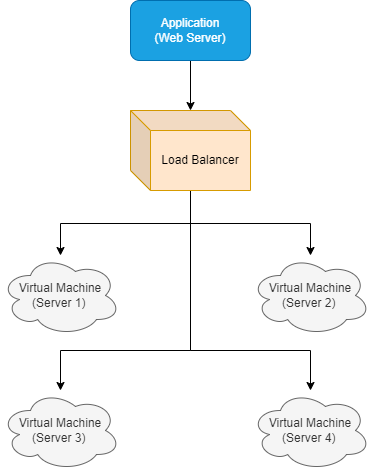 Application
(Web Server)
Load Balancer
Virtual Machine
(Server 1)
Virtual Machine
(Server 2)
Virtual Machine
(Server 3)
Virtual Machine
(Server 4)